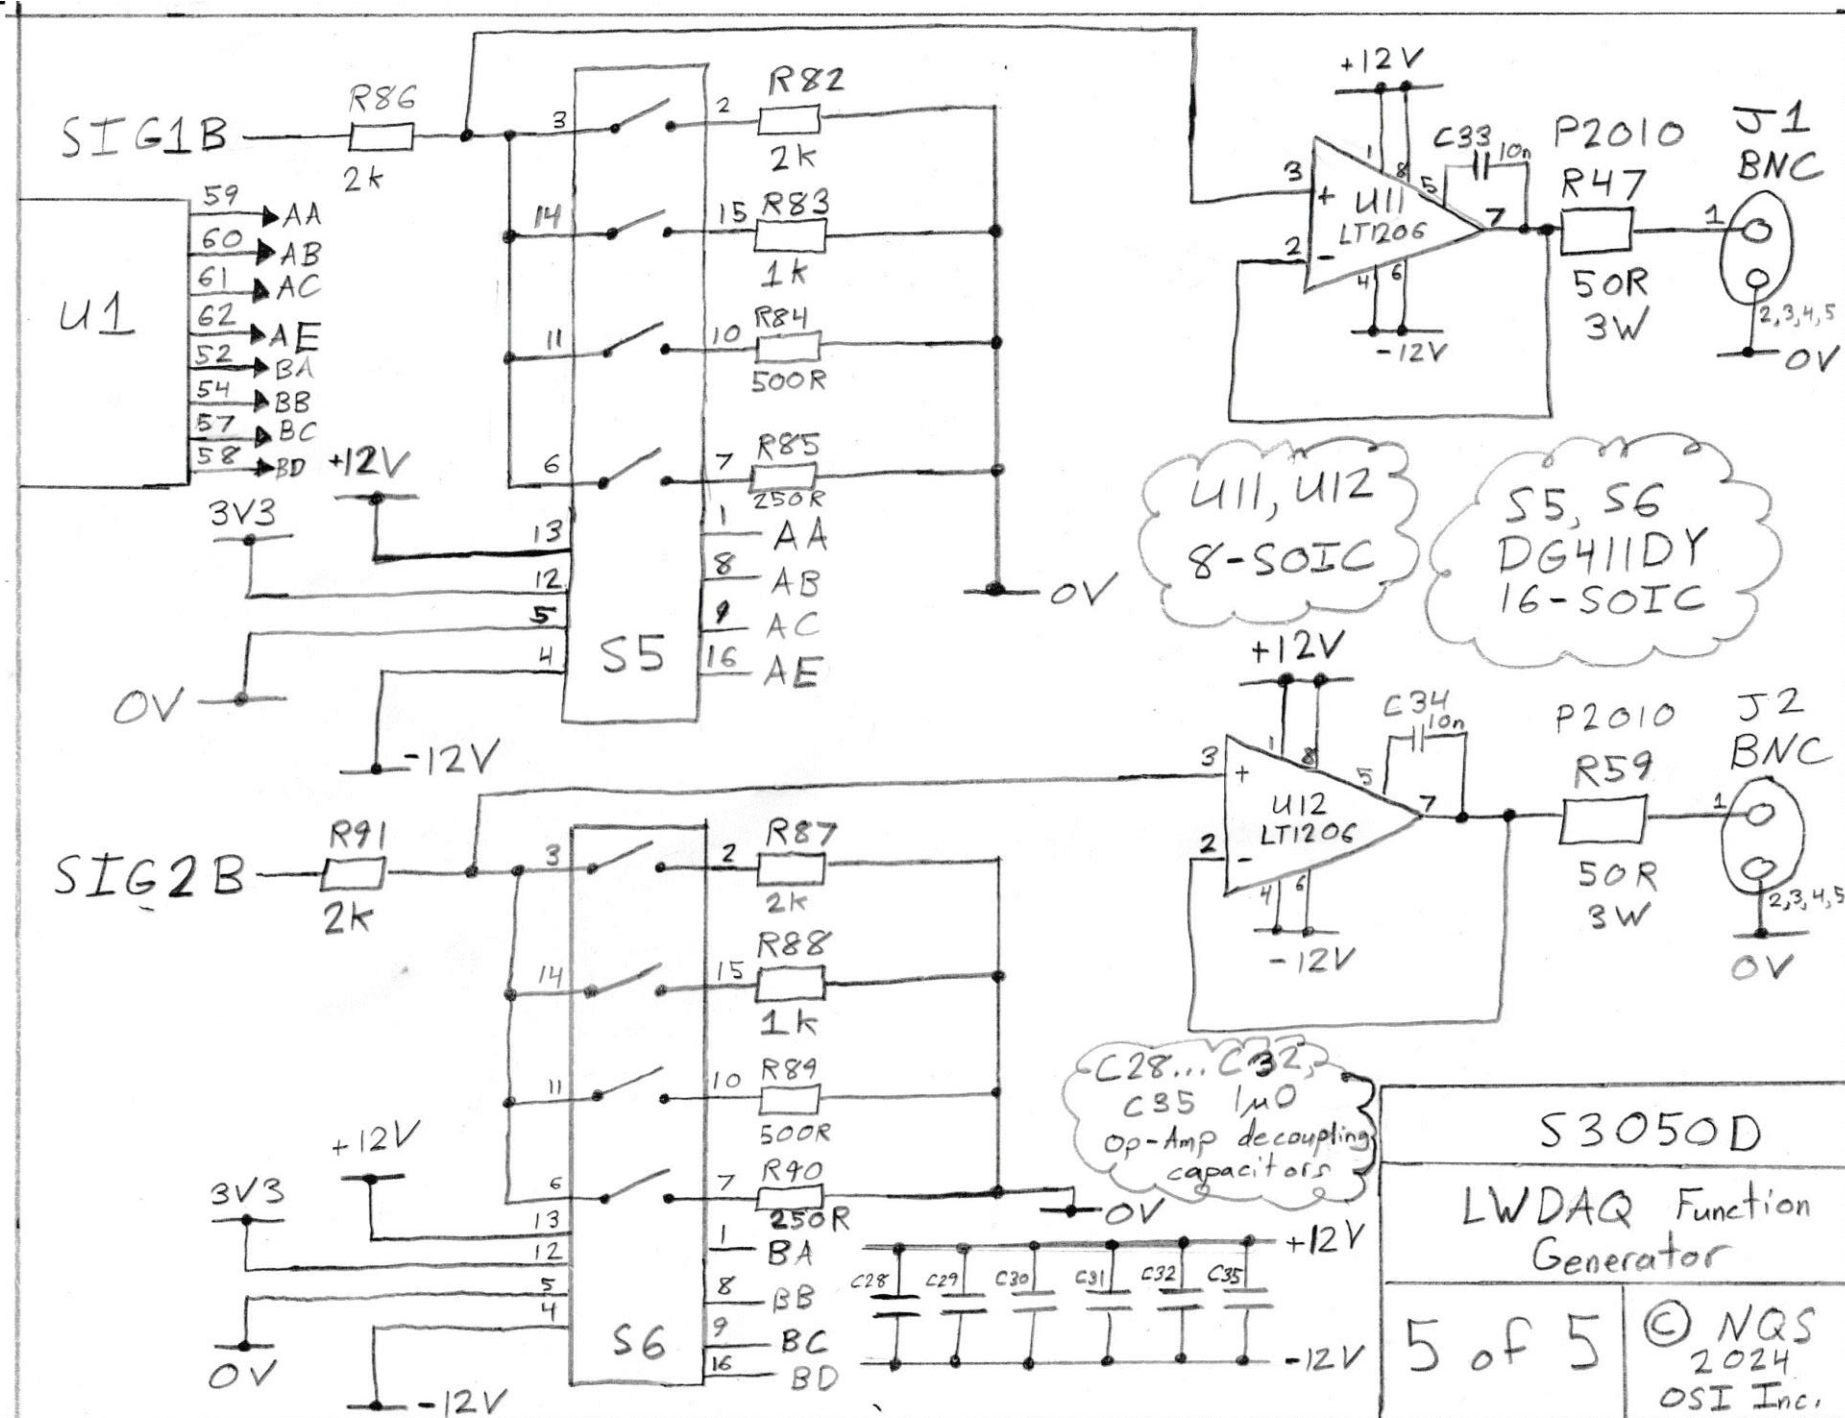 SIG1B
R86
2k
U1
59 AA
60 AB
61 AC
62 AE
52 BA
54 BB
57 BC
58 BD
+12V
3V3
0V
-12V
3
14
11
6
13
12
5
4
S5
2
R82
2k
15
R83
1k
10
R84
500R
7
R85
250R
1 AA
8 AB
9 AC
16 AE
0V
+12V
1
8
3
+
2
-
U11
LT1206
4
6
-12V
5
C33
10n
7
P2010
R47
50R
3W
J1
BNC
1
2,3,4,5
0V
U11, U12
8-SOIC
S5, S6
DG411DY
16-SOIC
SIG2B
R91
2k
3
14
11
6
+12V
3V3
0V
-12V
13
12
5
4
S6
2
R87
2k
15
R88
1k
10
R89
500R
7
R90
250R
1 BA
8 BB
9 BC
16 BD
0V
+12V
1
8
3
+
2
-
U12
LT1206
4
6
-12V
5
C34
10n
7
P2010
R59
50R
3W
J2
BNC
1
2,3,4,5
0V
C28...C32,
C35 1µ0
Op-Amp decoupling
capacitors
+12V
C28 C29 C30 C31 C32 C35
-12V
S3050D
LWDAQ Function
Generator
5 of 5
© NQS
2024
OSI Inc.